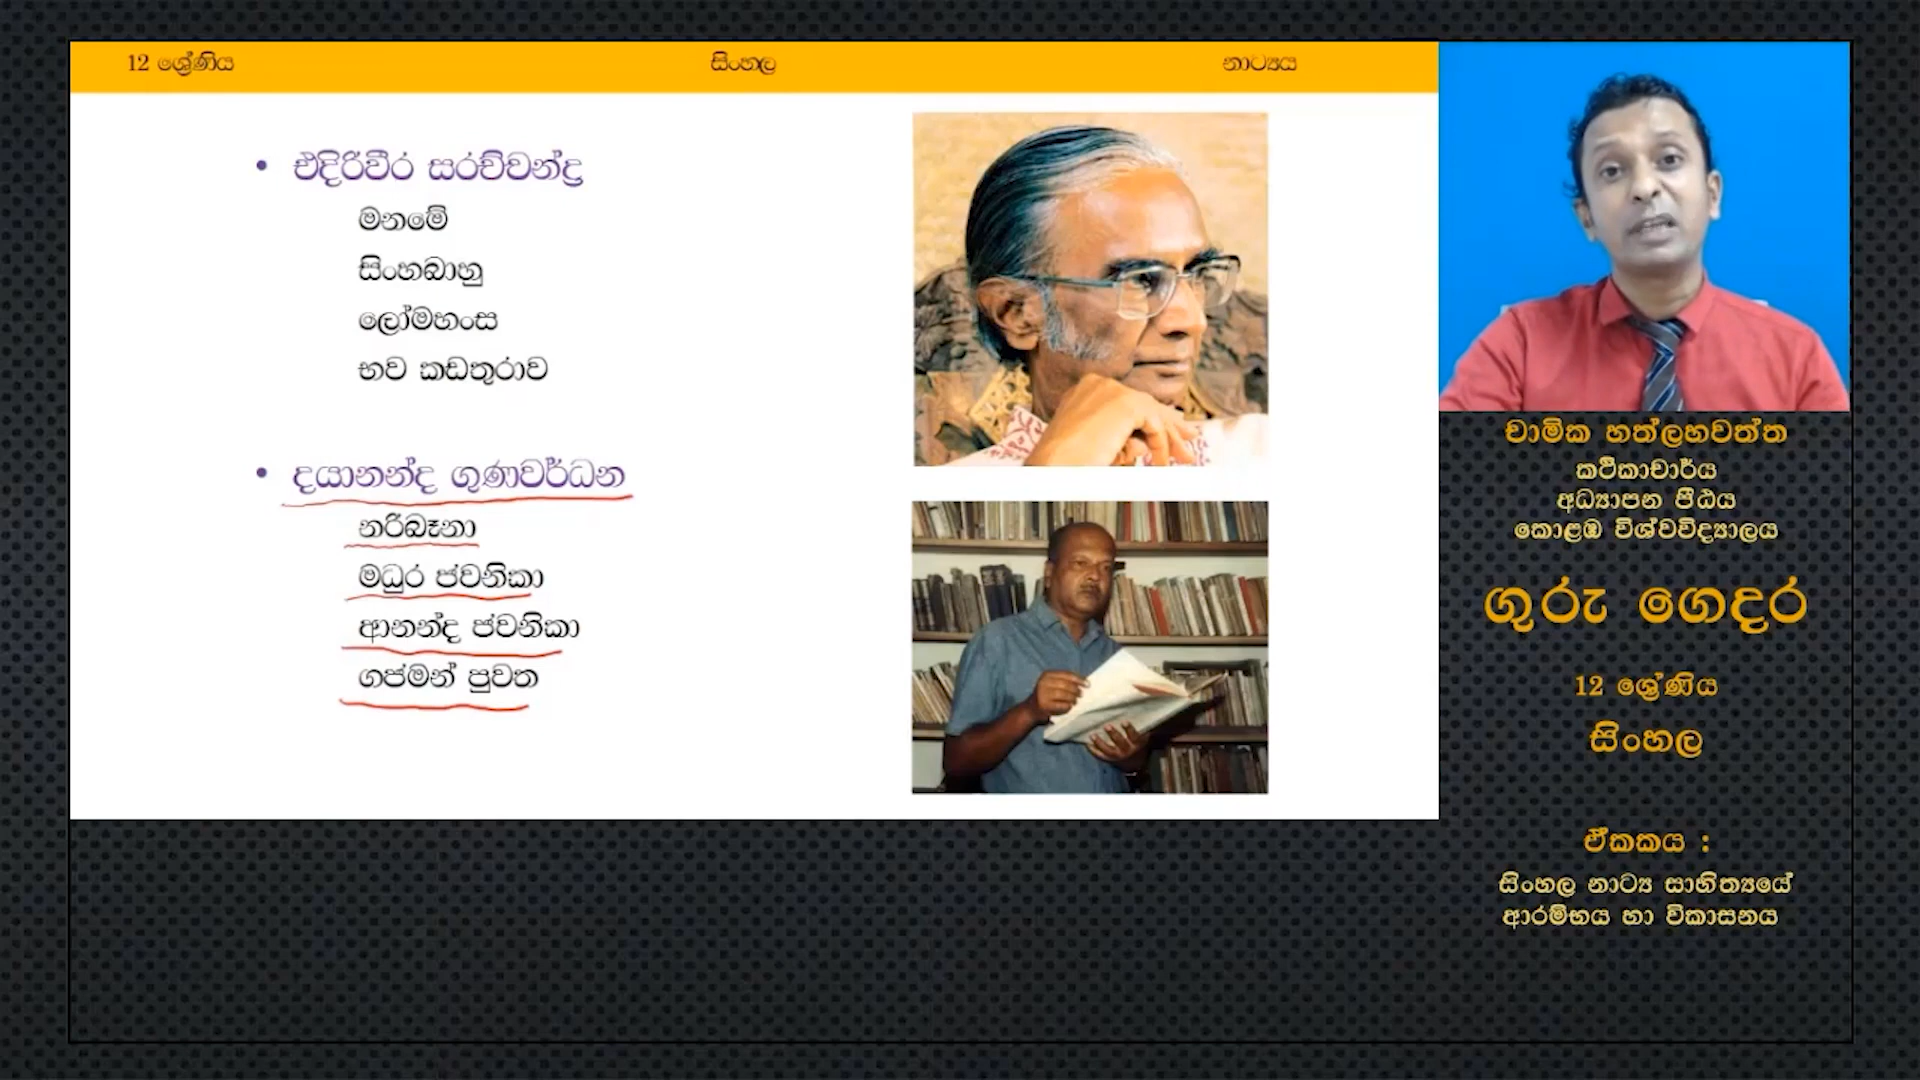 12 ශ්‍රේණිය
සිංහල
නාට්‍යය
• එදිරිවීර සරච්චන්ද්‍ර
මනමේ
සිංහබාහු
ලෝමහංස
භව කඩතුරාව
• දයානන්ද ගුණවර්ධන
නරිබෑනා
මධුර ජවනිකා
ආනන්ද ජවනිකා
ගජමන් පුවත
චාමික හත්ලහවත්ත
කථිකාචාර්ය
අධ්‍යාපන පීඨය
කොළඹ විශ්වවිද්‍යාලය
ගුරු ගෙදර
12 ශ්‍රේණිය
සිංහල
ඒකකය :
සිංහල නාට්‍ය සාහිත්‍යයේ
ආරම්භය හා විකාසනය